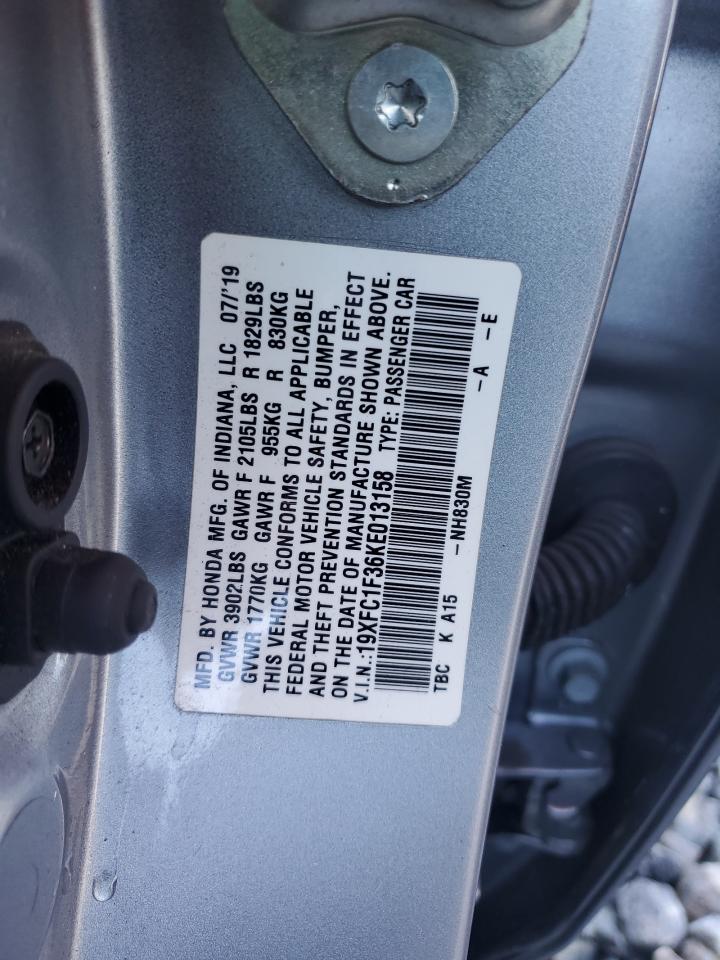 MFD. BY HONDA MFG. OF INDIANA, LLC 07/'19
GVWR 3902LBS GAWR F 2105LBS R 1829LBS
GVWR 1770KG GAWR F 955KG R 830KG
THIS VEHICLE CONFORMS TO ALL APPLICABLE
FEDERAL MOTOR VEHICLE SAFETY, BUMPER,
AND THEFT PREVENTION STANDARDS IN EFFECT
ON THE DATE OF MANUFACTURE SHOWN ABOVE.
V.I.N.:19XFC1F36KE013158 TYPE: PASSENGER CAR
TBC K A15 -NH830M -A -E